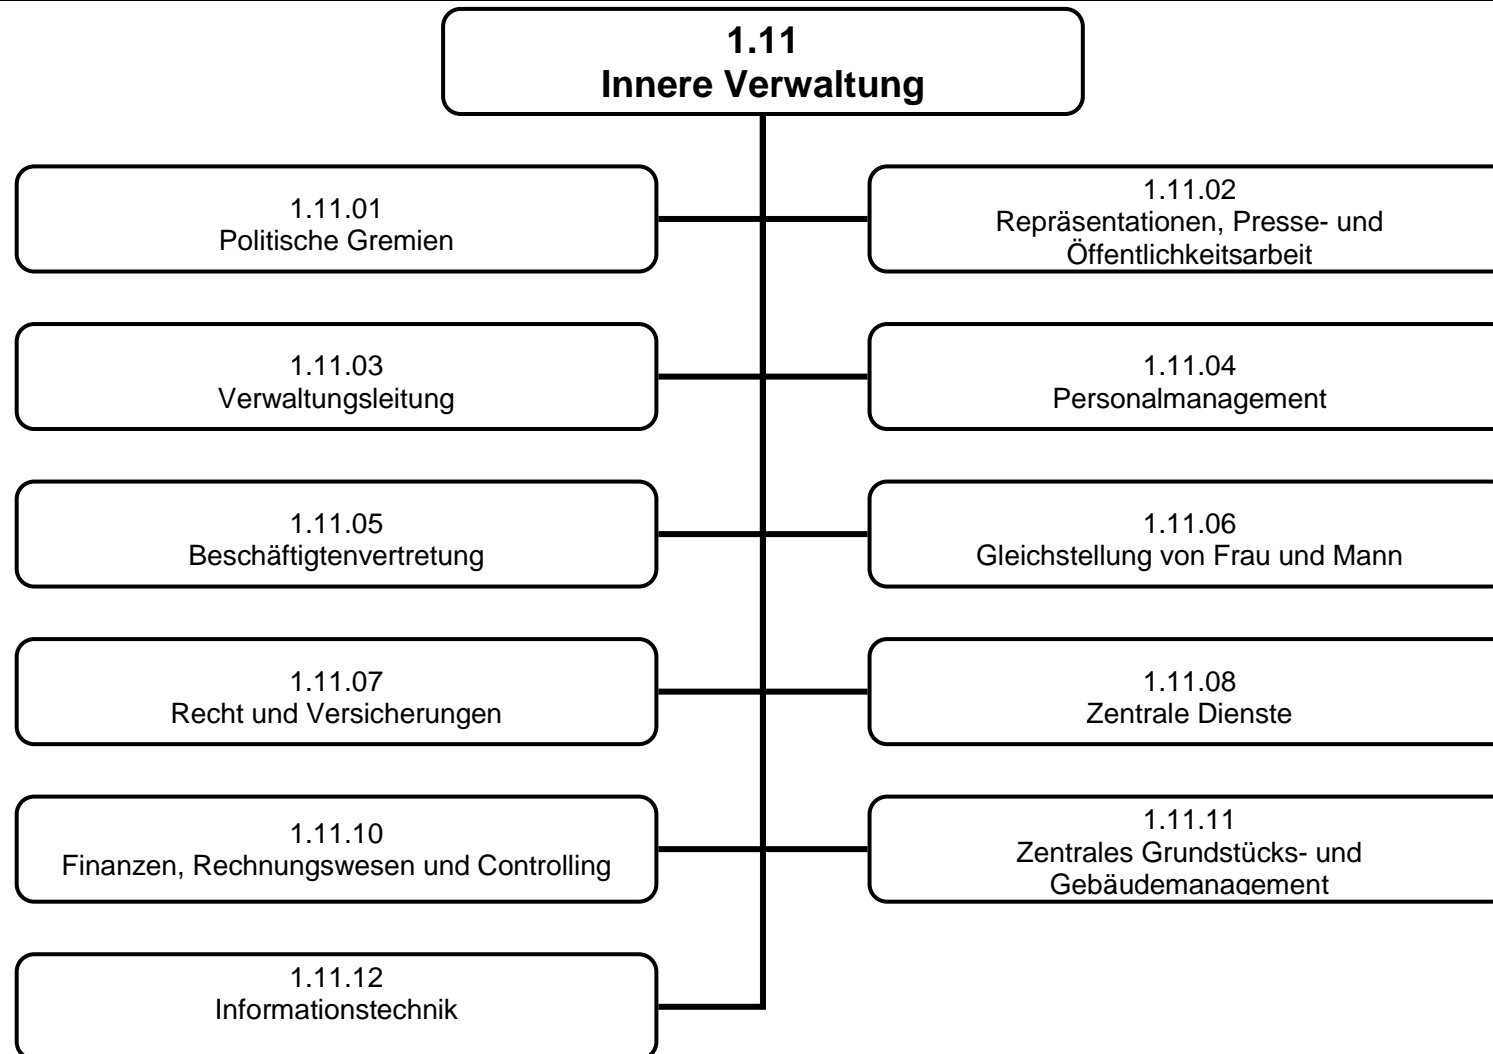 1.11
Innere Verwaltung
1.11.01
Politische Gremien
1.11.02
Repräsentationen, Presse- und
Öffentlichkeitsarbeit
1.11.03
Verwaltungsleitung
1.11.04
Personalmanagement
1.11.05
Beschäftigtenvertretung
1.11.06
Gleichstellung von Frau und Mann
1.11.07
Recht und Versicherungen
1.11.08
Zentrale Dienste
1.11.10
Finanzen, Rechnungswesen und Controlling
1.11.11
Zentrales Grundstücks- und
Gebäudemanagement
1.11.12
Informationstechnik